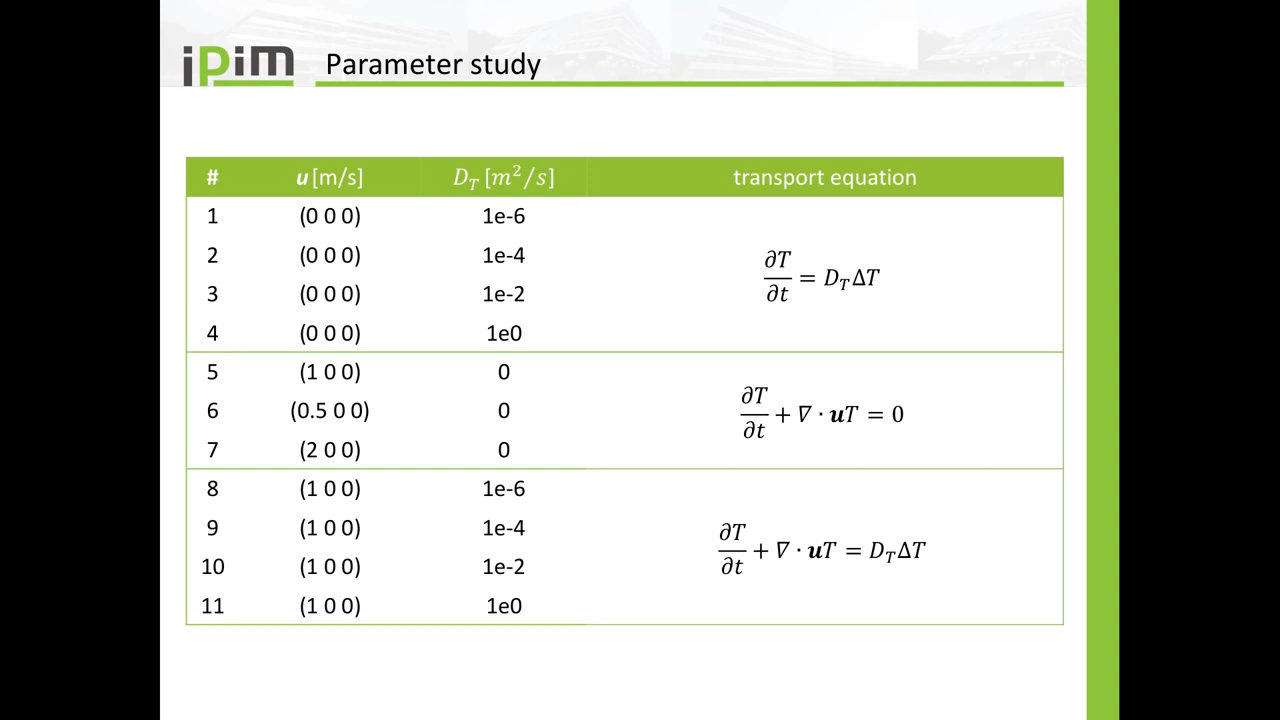 iPim
Parameter study
# u [m/s] D_T [m²/s] transport equation
1 (0 0 0) 1e-6
2 (0 0 0) 1e-4
3 (0 0 0) 1e-2
4 (0 0 0) 1e0
∂T/∂t = D_T ΔT
5 (1 0 0) 0
6 (0.5 0 0) 0
7 (2 0 0) 0
∂T/∂t + ∇ · uT = 0
8 (1 0 0) 1e-6
9 (1 0 0) 1e-4
10 (1 0 0) 1e-2
11 (1 0 0) 1e0
∂T/∂t + ∇ · uT = D_T ΔT